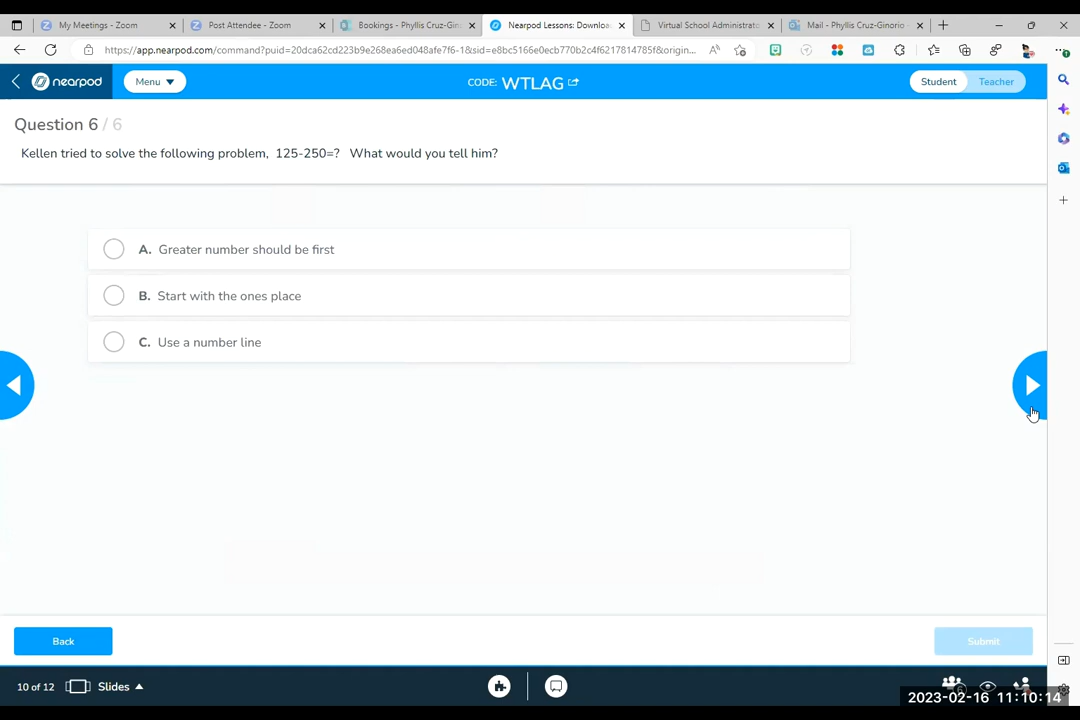 My Meetings - Zoom
Post Attendee - Zoom
Bookings - Phyllis Cruz-Gin
Nearpod Lessons: Downloa
Virtual School Administrato
Mail - Phyllis Cruz-Ginorio -
https://app.nearpod.com/command?puid=20dca62cd223b9e268ea6ed048afe7f6-1&sid=e8bc5166e0ecb770b2c4f6217814785f&origin...
nearpod
Menu
CODE: WTLAG
Student
Teacher
Question 6 / 6
Kellen tried to solve the following problem, 125-250=? What would you tell him?
A. Greater number should be first
B. Start with the ones place
C. Use a number line
Back
Submit
10 of 12
Slides
2023-02-16 11:10:14